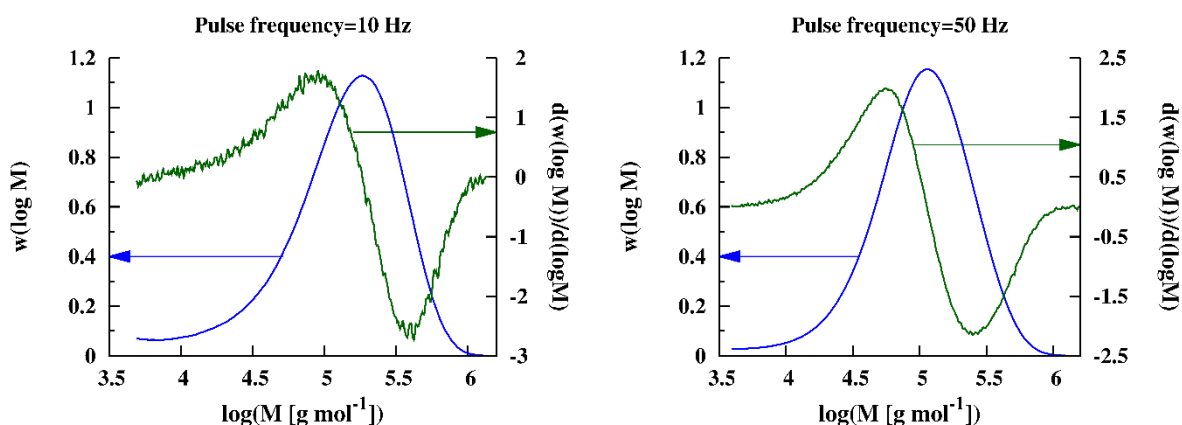 Pulse frequency=10 Hz
1.2
1
0.8
0.6
0.4
0.2
0
w(log M)
3.5 4 4.5 5 5.5 6
log(M [g mol-1])
2
1
0
-1
-2
-3
d(w(log M))/d(logM)
Pulse frequency=50 Hz
1.2
1
0.8
0.6
0.4
0.2
0
w(log M)
3.5 4 4.5 5 5.5 6
log(M [g mol-1])
2.5
1.5
0.5
-0.5
-1.5
-2.5
d(w(log M))/d(logM)